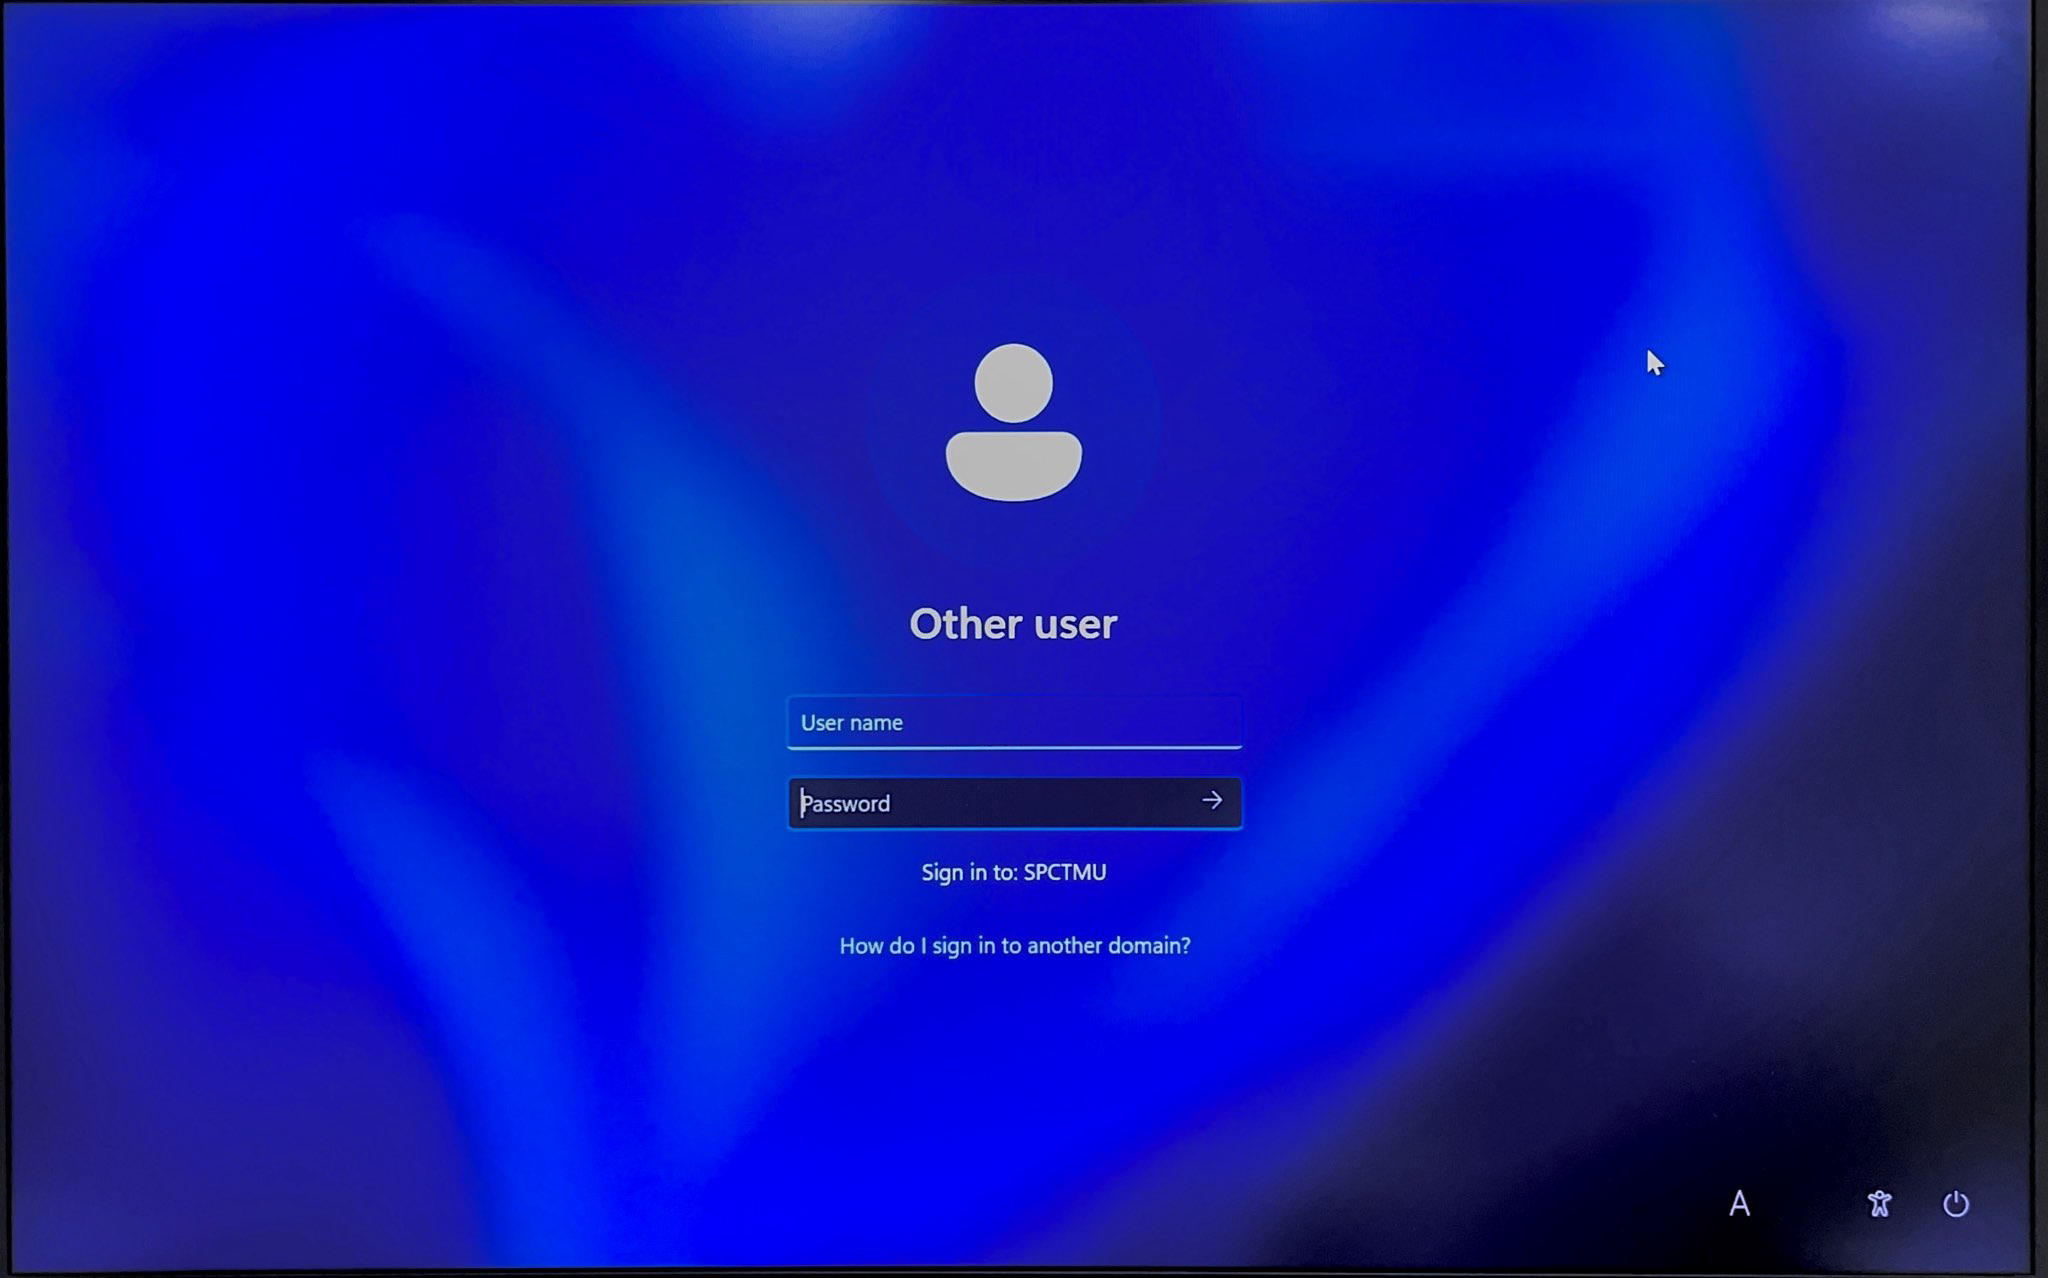 Other user
User name
Password
Sign in to: SPCTMU
How do I sign in to another domain?
A